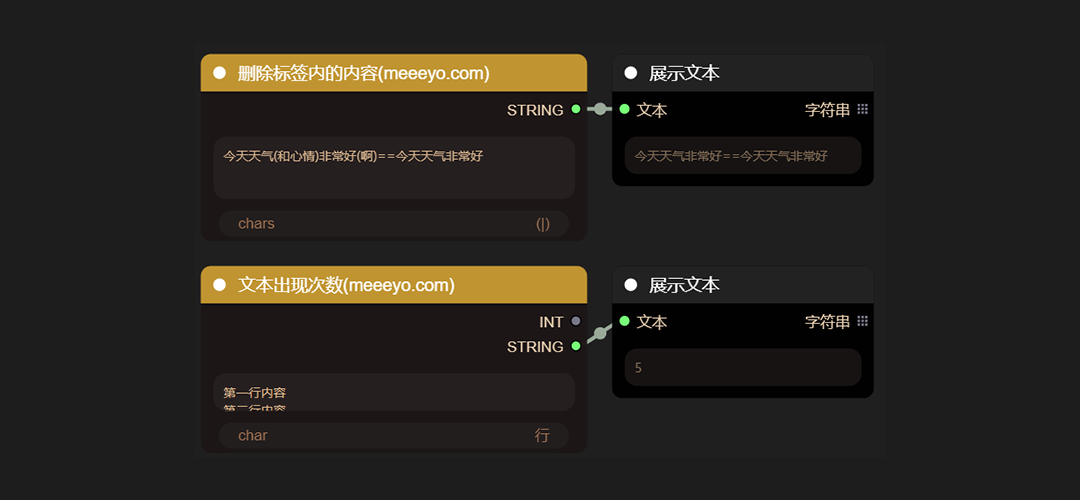 删除标签内的内容(meeeyo.com)
STRING
今天天气(和心情)非常好(啊)==今天天气非常好
chars (|)
展示文本
文本 字符串
今天天气非常好==今天天气非常好
文本出现次数(meeeyo.com)
INT
STRING
第一行内容
char 行
展示文本
文本 字符串
5